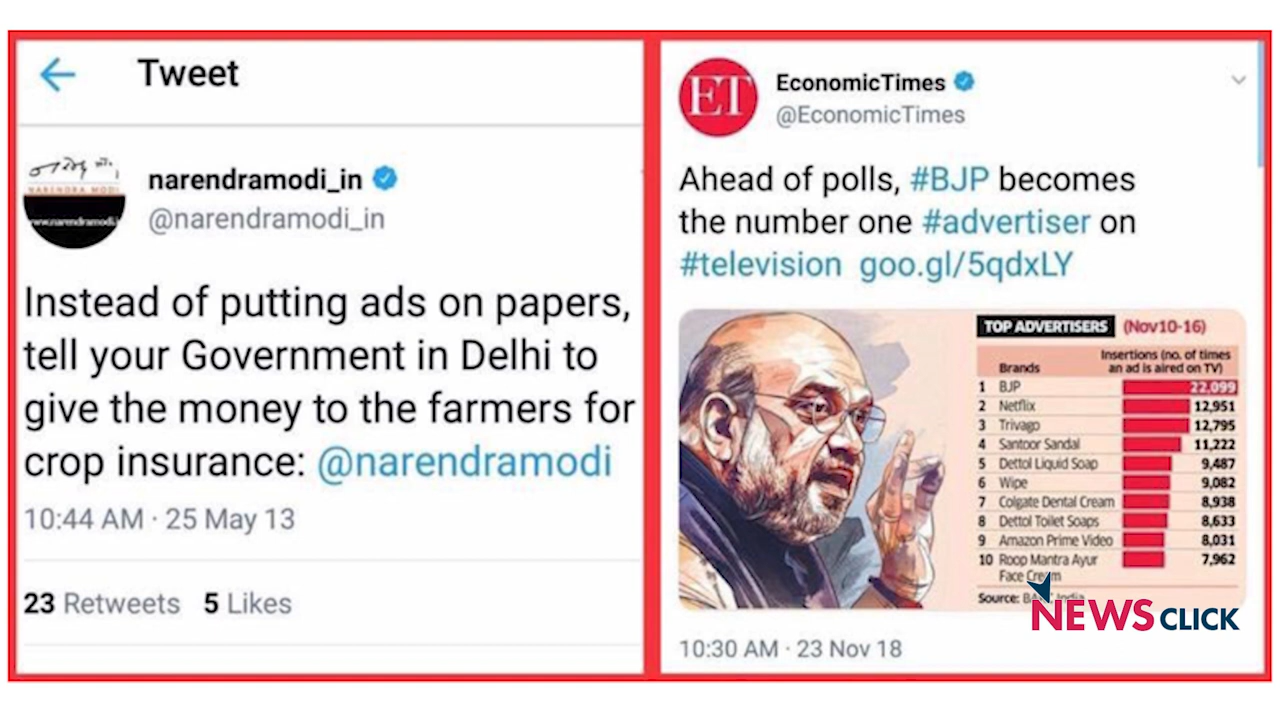 Tweet
NARENDRA MODI
narendramodi_in
@narendramodi_in
Instead of putting ads on papers,
tell your Government in Delhi to
give the money to the farmers for
crop insurance: @narendramodi
10:44 AM · 25 May 13
23 Retweets 5 Likes
ET
EconomicTimes
@EconomicTimes
Ahead of polls, #BJP becomes
the number one #advertiser on
#television goo.gl/5qdxLY
TOP ADVERTISERS (Nov10-16)
Insertions (no. of times
Brands an ad is aired on TV)
1 BJP 22,099
2 Netflix 12,951
3 Trivago 12,795
4 Santoor Sandal 11,222
5 Dettol Liquid Soap 9,487
6 Wipe 9,082
7 Colgate Dental Cream 8,938
8 Dettol Toilet Soaps 8,633
9 Amazon Prime Video 8,031
10 Roop Mantra Ayur 7,962
Face Cream
Source: India
NEWS CLICK
10:30 AM · 23 Nov 18